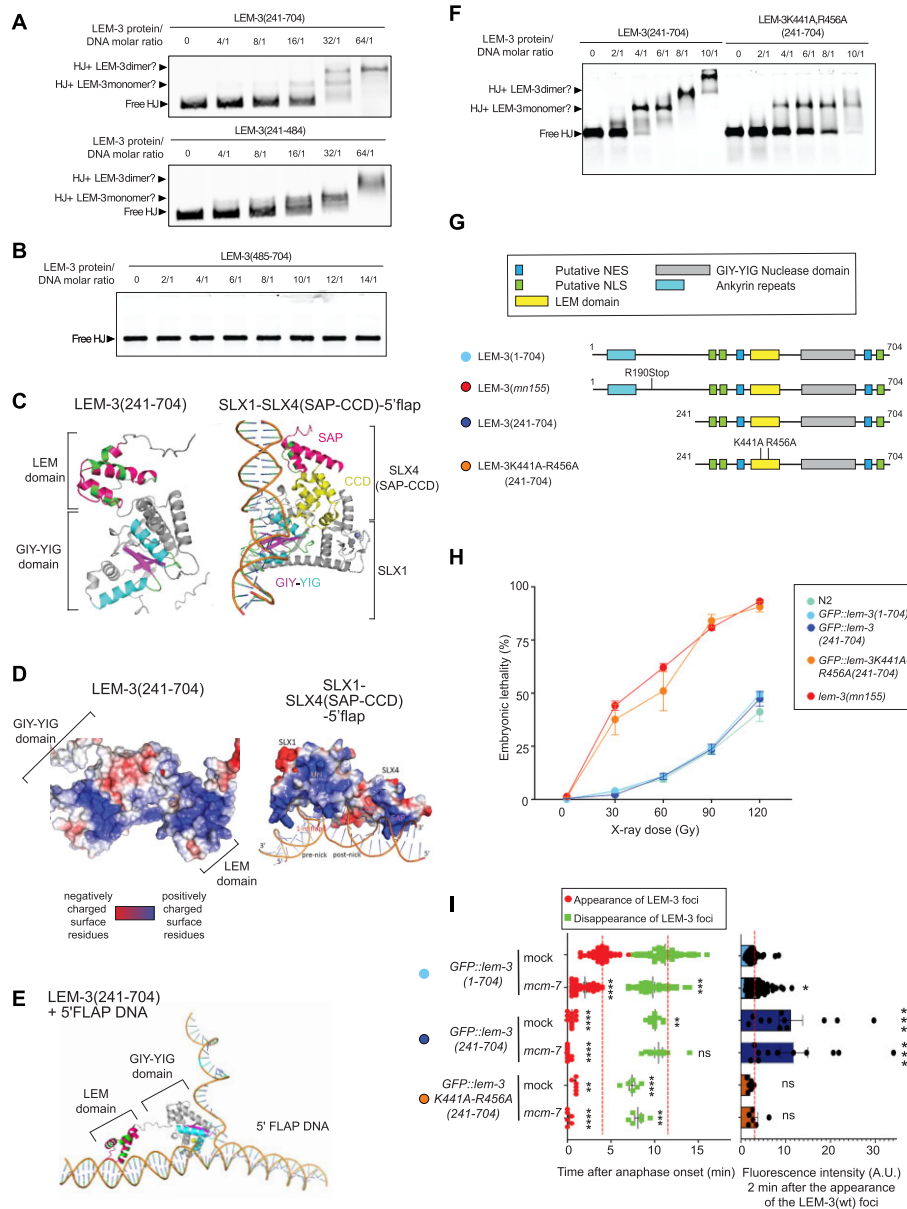 A
LEM-3(241-704)
LEM-3 protein/
DNA molar ratio
0 4/1 8/1 16/1 32/1 64/1
HJ+ LEM-3dimer?
HJ+ LEM-3monomer?
Free HJ
LEM-3(241-484)
LEM-3 protein/
DNA molar ratio
0 4/1 8/1 16/1 32/1 64/1
HJ+ LEM-3dimer?
HJ+ LEM-3monomer?
Free HJ
B
LEM-3(485-704)
LEM-3 protein/
DNA molar ratio
0 2/1 4/1 6/1 8/1 10/1 12/1 14/1
Free HJ
C
LEM-3(241-704)
SLX1-SLX4(SAP-CCD)-5'flap
LEM
domain
GIY-YIG
domain
SAP
CCD
SLX4
(SAP-CCD)
GIY-YIG
SLX1
D
LEM-3(241-704)
SLX1-
SLX4(SAP-CCD)
-5'flap
GIY-YIG
domain
LEM
domain
SLX1
SLX4
SAP
3'
5'
pre-nick
post-nick
3'
5'
negatively
charged
surface
residues
positively
charged
surface
residues
E
LEM-3(241-704)
+ 5'FLAP DNA
GIY-YIG
domain
LEM
domain
5' FLAP DNA
F
LEM-3(241-704)
LEM-3K441A,R456A
(241-704)
LEM-3 protein/
DNA molar ratio
0 2/1 4/1 6/1 8/1 10/1 0 2/1 4/1 6/1 8/1 10/1
HJ+ LEM-3dimer?
HJ+ LEM-3monomer?
Free HJ
G
Putative NES
Putative NLS
LEM domain
GIY-YIG Nuclease domain
Ankyrin repeats
LEM-3(1-704)
1 704
LEM-3(mn155)
R190Stop
1 704
LEM-3(241-704)
241 704
LEM-3K441A-R456A
(241-704)
K441A R456A
241 704
H
Embryonic lethality (%)
100
75
50
25
0
0 30 60 90 120
X-ray dose (Gy)
N2
GFP::lem-3(1-704)
GFP::lem-3
(241-704)
GFP::lem-3K441A-
R456A(241-704)
lem-3(mn155)
I
Appearance of LEM-3 foci
Disappearance of LEM-3 foci
GFP::lem-3
(1-704)
mock
mcm-7
**** *** *
GFP::lem-3
(241-704)
mock
mcm-7
**** ** ***
**** ns ***
GFP::lem-3
K441A-R456A
(241-704)
mock
mcm-7
** **** ns
**** *** ns
0 5 10 15
Time after anaphase onset (min)
0 10 20 30
Fluorescence intensity (A.U.)
2 min after the appearance
of the LEM-3(wt) foci